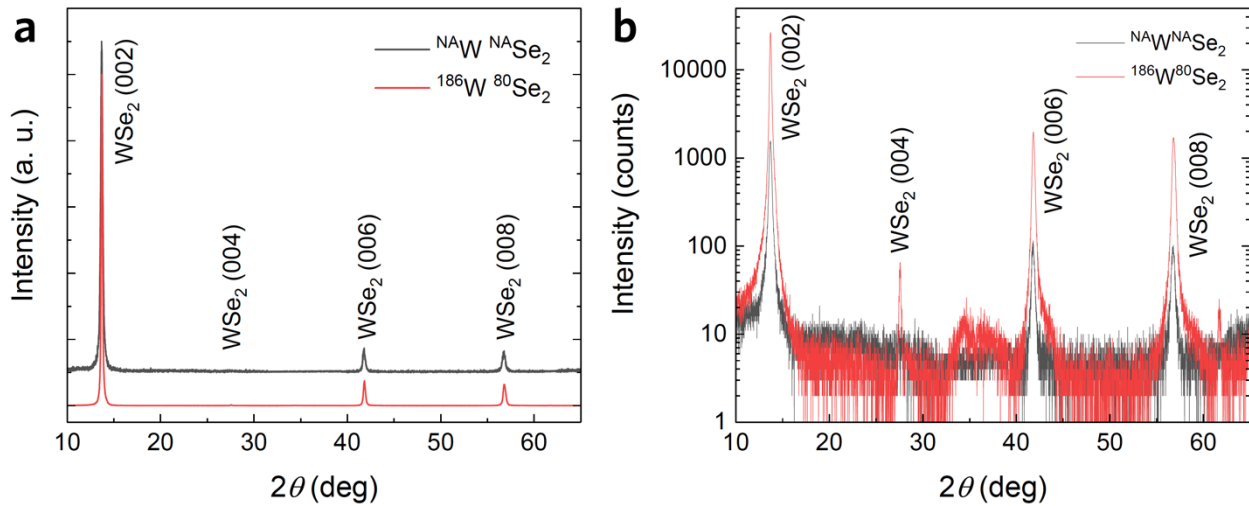 a
NAW NASe2
186W 80Se2
WSe2 (002)
WSe2 (004)
WSe2 (006)
WSe2 (008)
Intensity (a. u.)
10 20 30 40 50 60
2θ (deg)
b
NAWNASe2
186W80Se2
WSe2 (002)
WSe2 (004)
WSe2 (006)
WSe2 (008)
Intensity (counts)
10000
1000
100
10
1
10 20 30 40 50 60
2θ (deg)